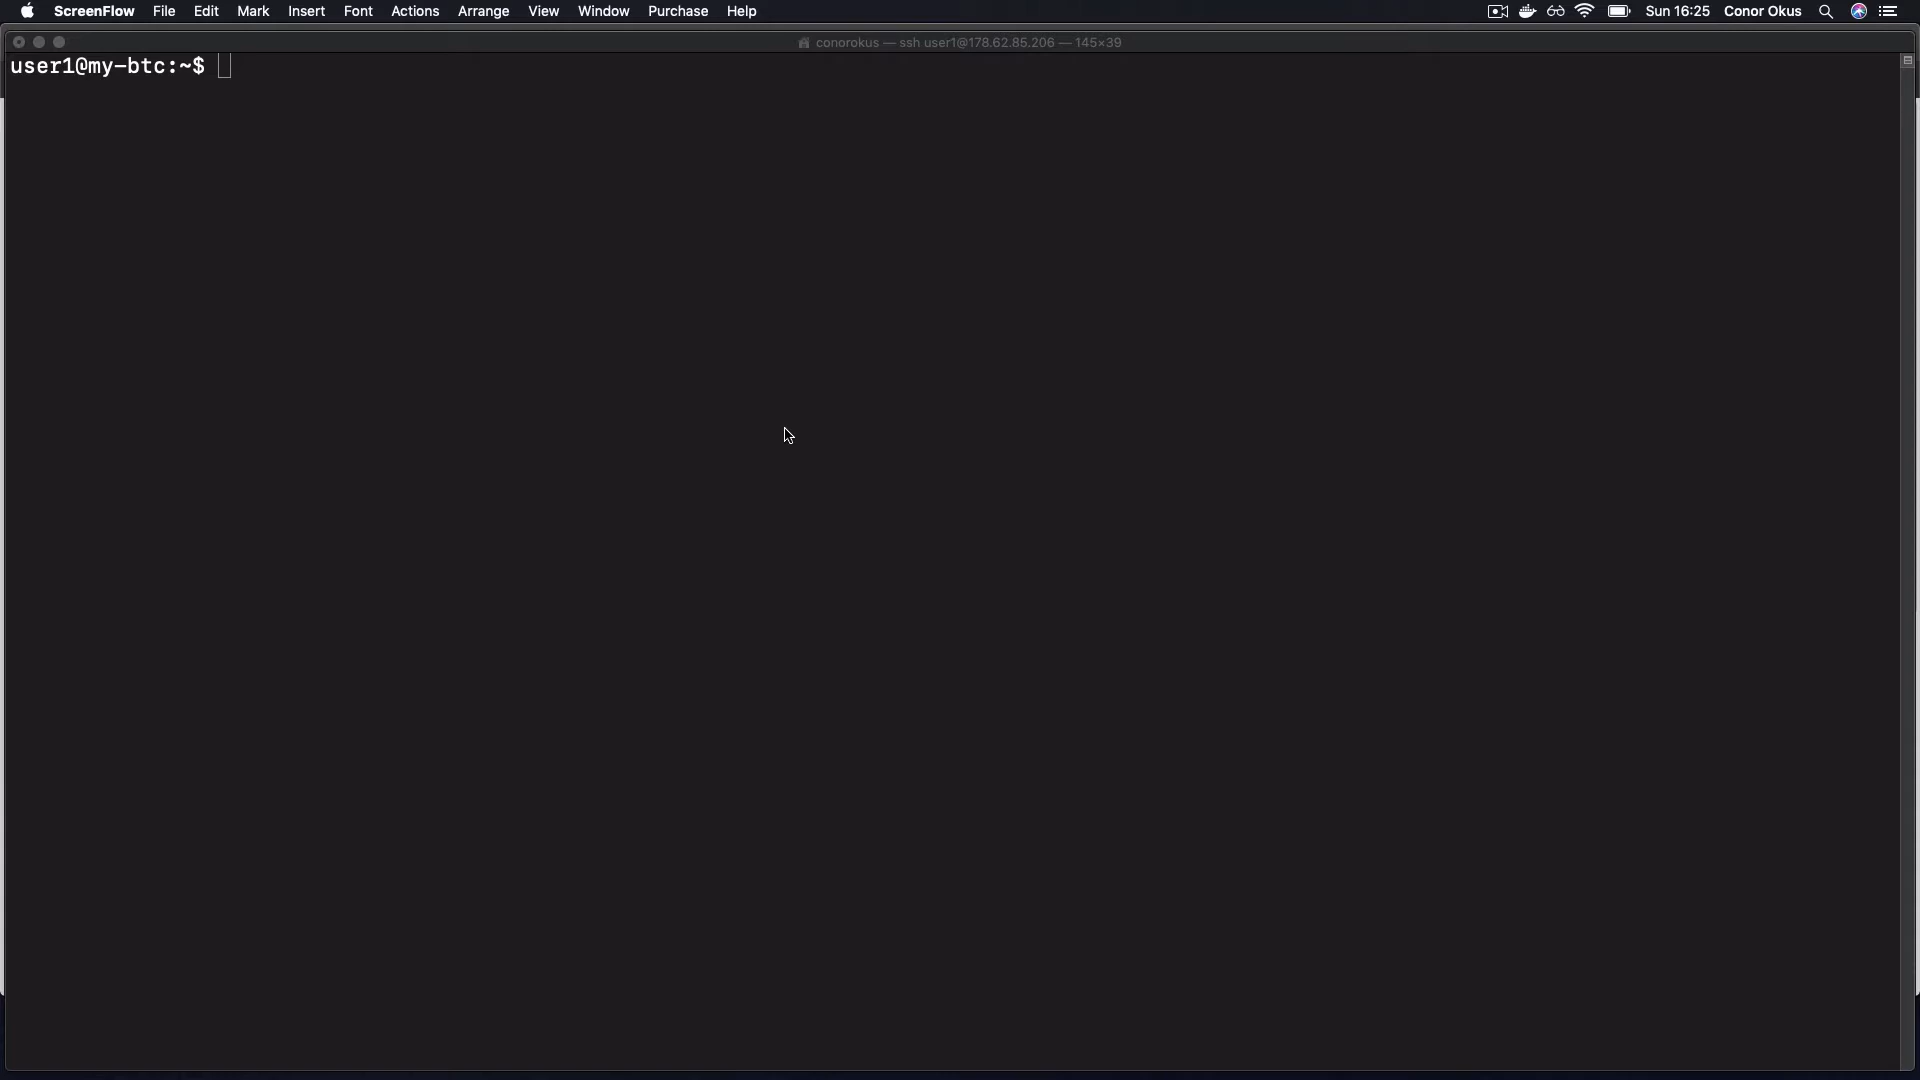 ScreenFlow File Edit Mark Insert Font Actions Arrange View Window Purchase Help Sun 16:25 Conor Okus
conorokus — ssh user1@178.62.85.206 — 145×39
user1@my-btc:~$